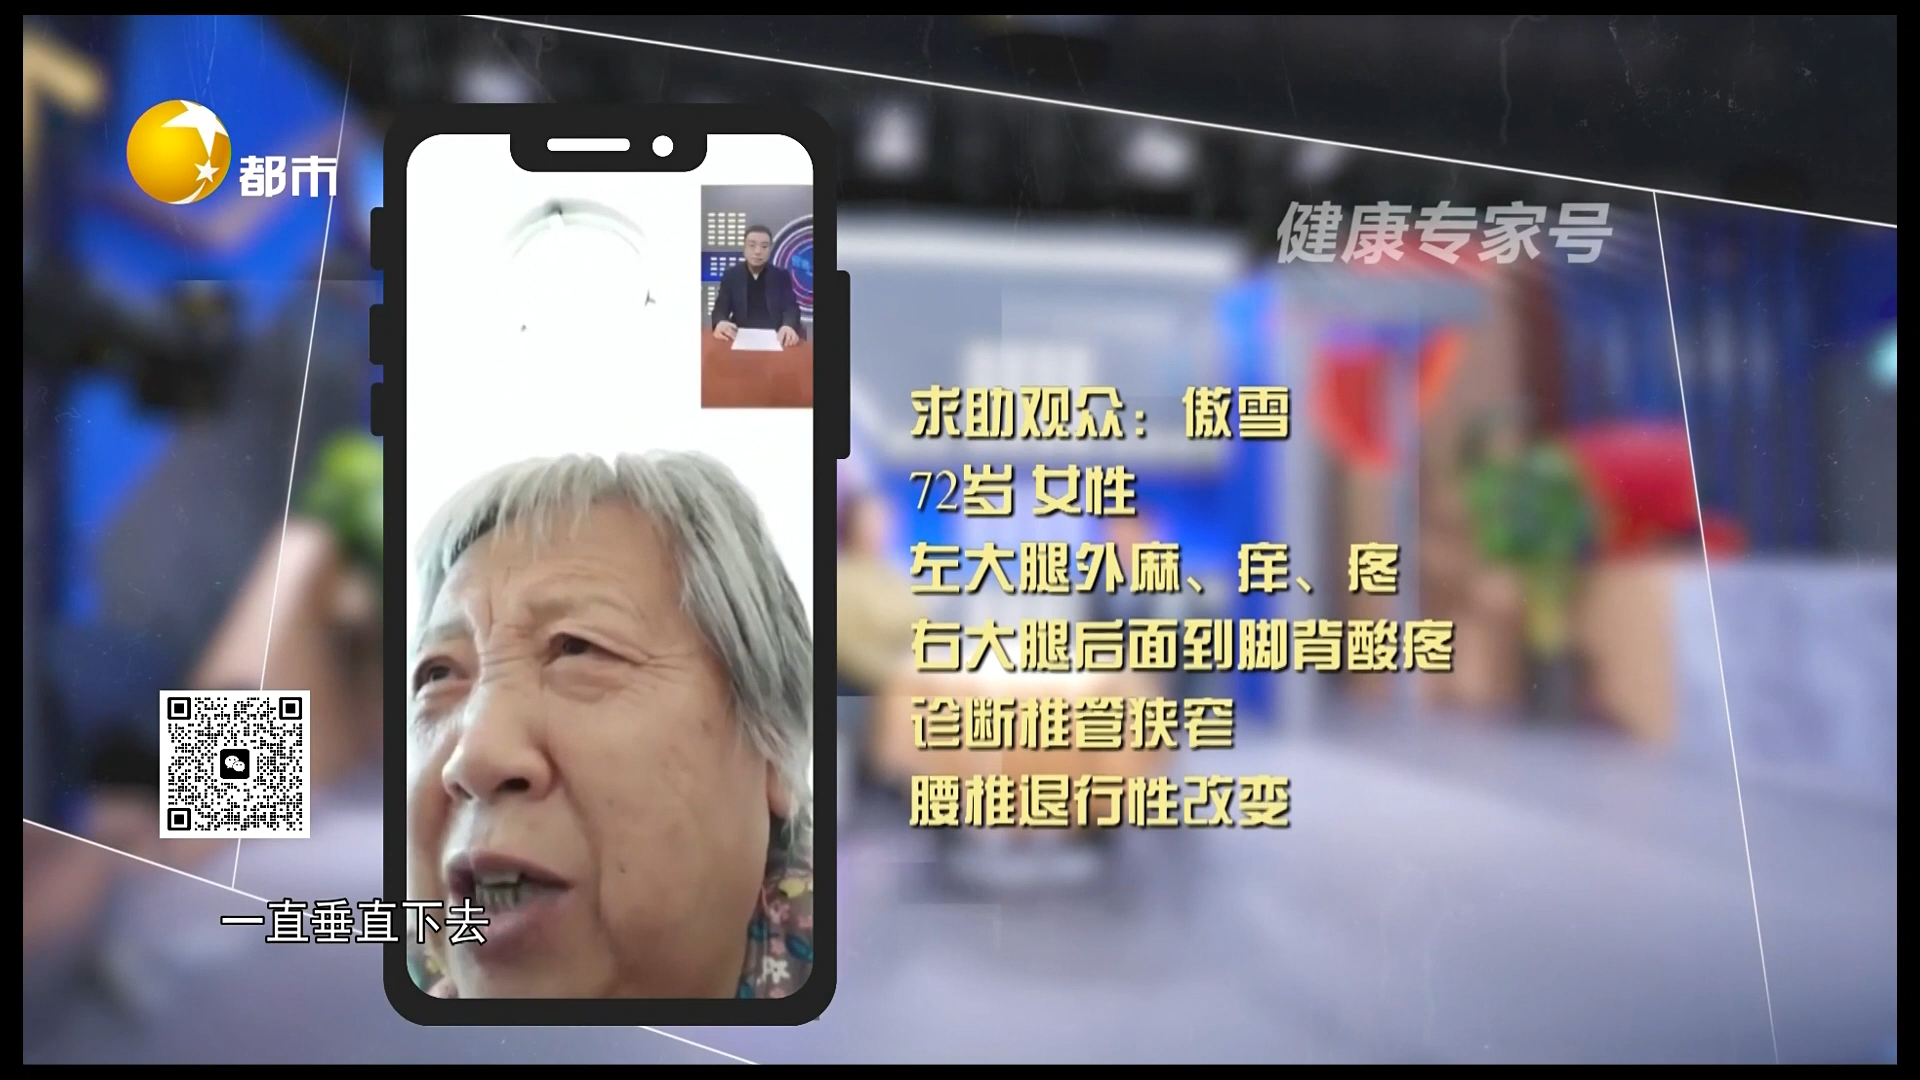 都市
健康专家号
求助观众：傲雪
72岁 女性
左大腿外麻、痒、疼
右大腿后面到脚背酸疼
诊断椎管狭窄
腰椎退行性改变
一直垂直下去